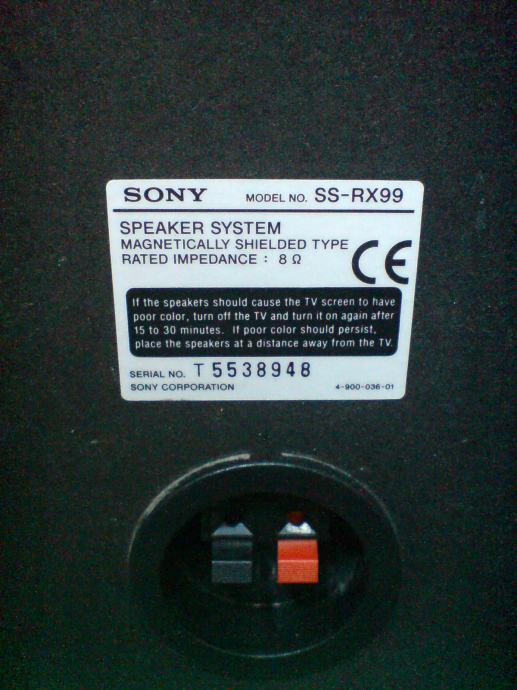 SONY MODEL NO. SS-RX99
SPEAKER SYSTEM
MAGNETICALLY SHIELDED TYPE
RATED IMPEDANCE : 8 Ω
CE
If the speakers should cause the TV screen to have
poor color, turn off the TV and turn it on again after
15 to 30 minutes. If poor color should persist,
place the speakers at a distance away from the TV.
SERIAL NO. T 5538948
SONY CORPORATION 4-900-036-01